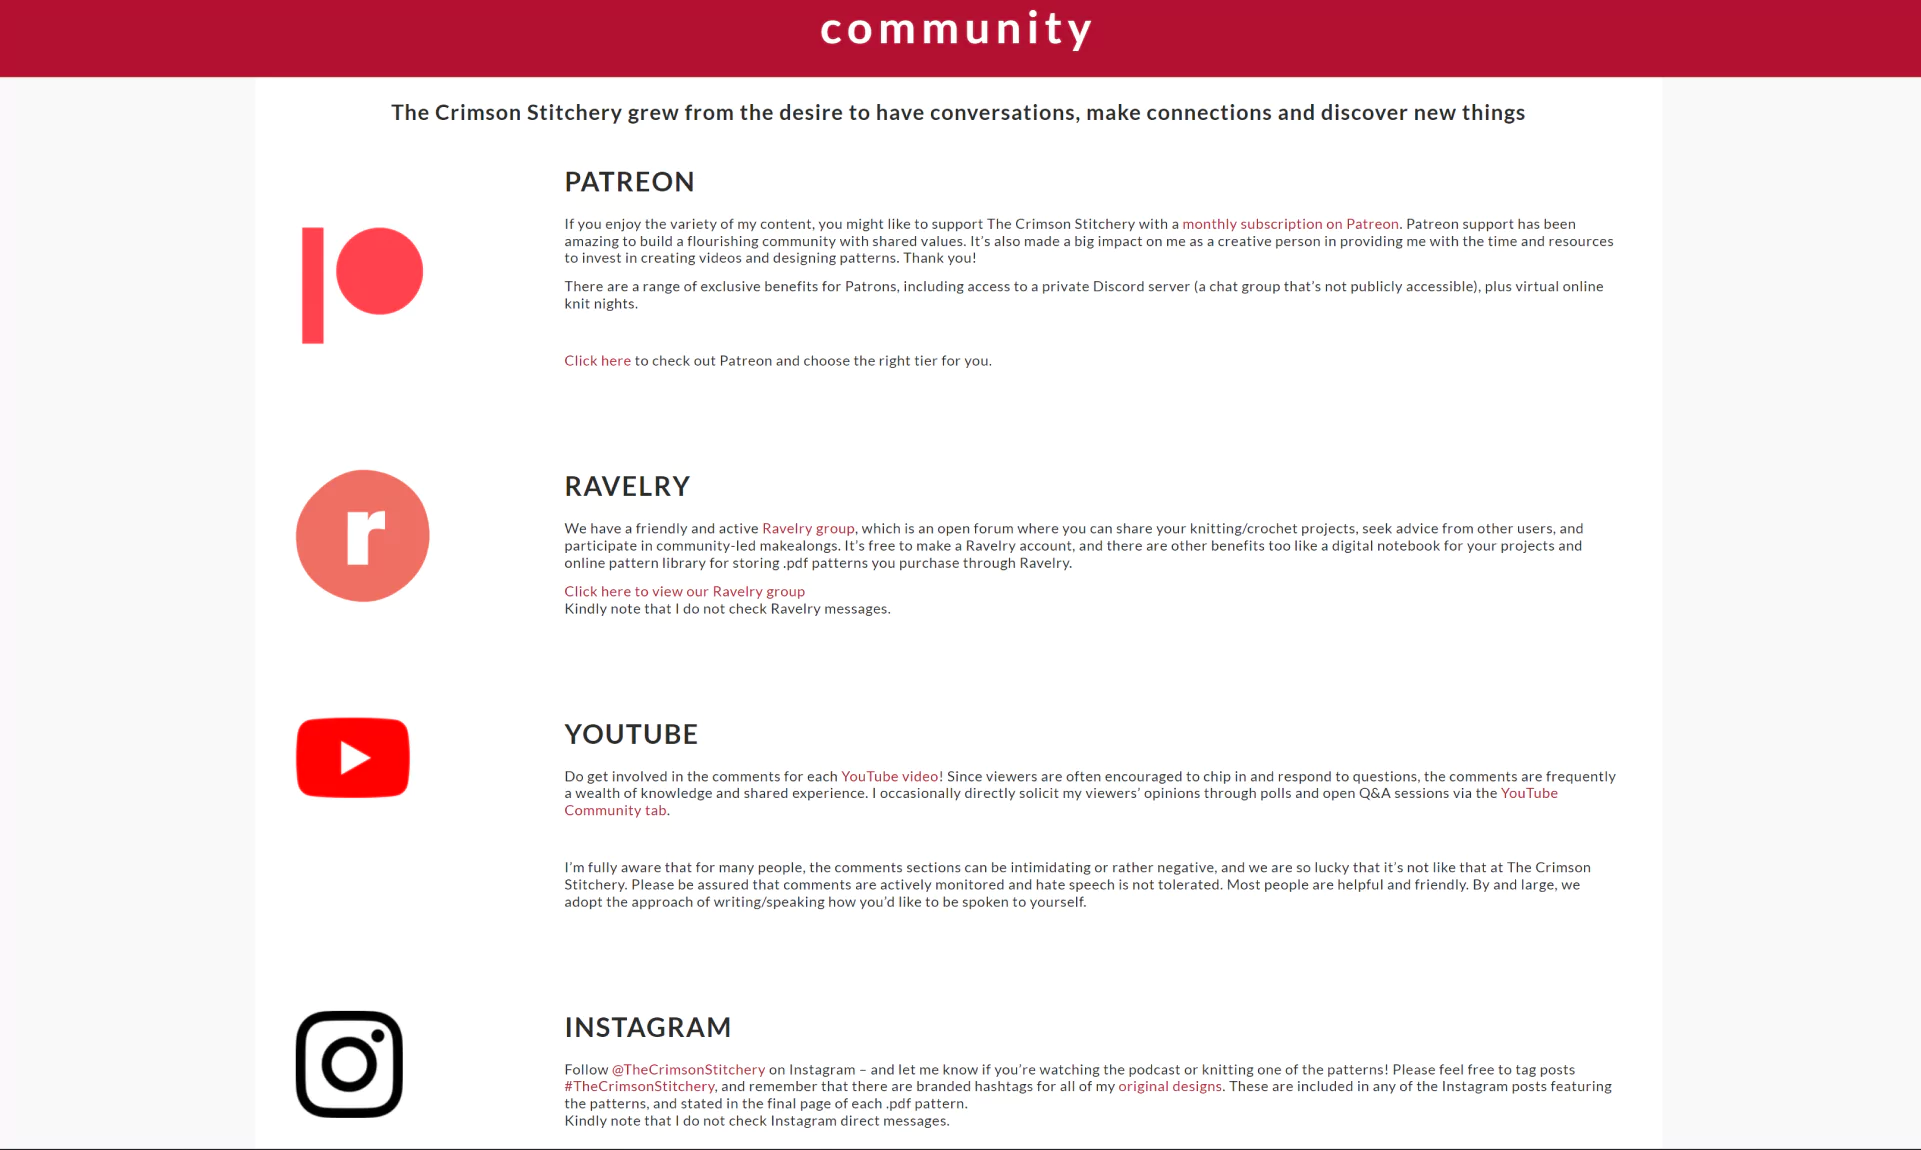 community
The Crimson Stitchery grew from the desire to have conversations, make connections and discover new things
PATREON
If you enjoy the variety of my content, you might like to support The Crimson Stitchery with a monthly subscription on Patreon. Patreon support has been
amazing to build a flourishing community with shared values. It's also made a big impact on me as a creative person in providing me with the time and resources
to invest in creating videos and designing patterns. Thank you!
There are a range of exclusive benefits for Patrons, including access to a private Discord server (a chat group that's not publicly accessible), plus virtual online
knit nights.
Click here to check out Patreon and choose the right tier for you.
r
RAVELRY
We have a friendly and active Ravelry group, which is an open forum where you can share your knitting/crochet projects, seek advice from other users, and
participate in community-led makealongs. It's free to make a Ravelry account, and there are other benefits too like a digital notebook for your projects and
online pattern library for storing .pdf patterns you purchase through Ravelry.
Click here to view our Ravelry group
Kindly note that I do not check Ravelry messages.
YOUTUBE
Do get involved in the comments for each YouTube video! Since viewers are often encouraged to chip in and respond to questions, the comments are frequently
a wealth of knowledge and shared experience. I occasionally directly solicit my viewers' opinions through polls and open Q&A sessions via the YouTube
Community tab.
I'm fully aware that for many people, the comments sections can be intimidating or rather negative, and we are so lucky that it's not like that at The Crimson
Stitchery. Please be assured that comments are actively monitored and hate speech is not tolerated. Most people are helpful and friendly. By and large, we
adopt the approach of writing/speaking how you'd like to be spoken to yourself.
INSTAGRAM
Follow @TheCrimsonStitchery on Instagram – and let me know if you're watching the podcast or knitting one of the patterns! Please feel free to tag posts
#TheCrimsonStitchery, and remember that there are branded hashtags for all of my original designs. These are included in any of the Instagram posts featuring
the patterns, and stated in the final page of each .pdf pattern.
Kindly note that I do not check Instagram direct messages.